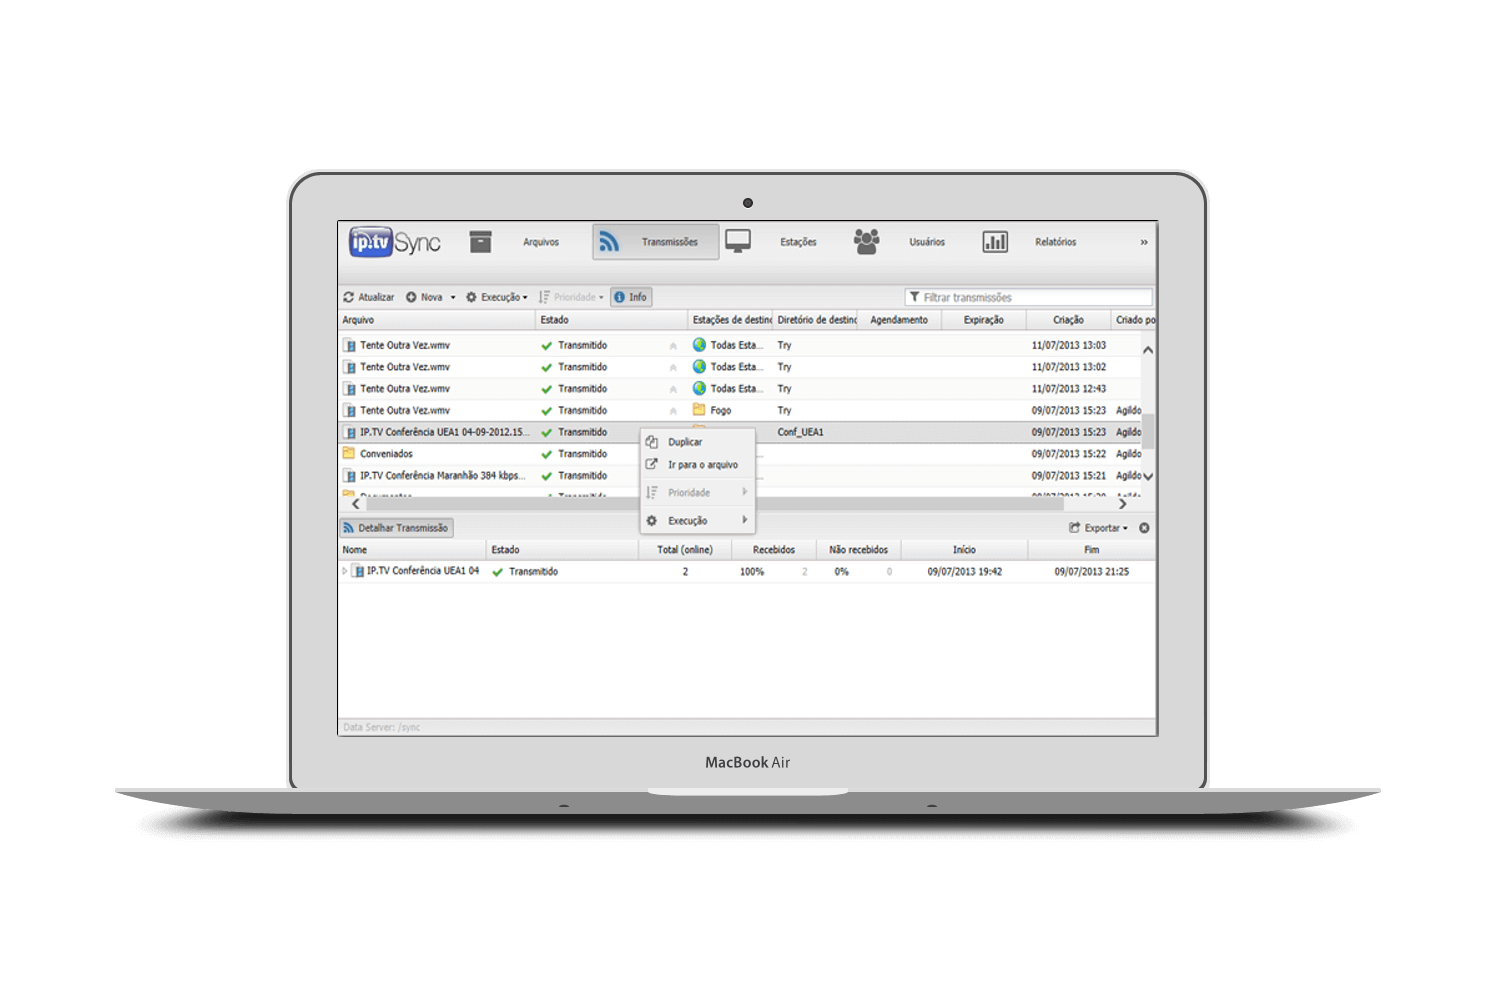 ip.tv Sync Arquivos Transmissões Estações Usuários Relatórios »
Atualizar Nova Execução Prioridade Info Filtrar transmissões
Arquivo Estado Estações de destino Diretório de destino Agendamento Expiração Criação Criado po
Tente Outra Vez.wmv Transmitido Todas Esta... Try 11/07/2013 13:03
Tente Outra Vez.wmv Transmitido Todas Esta... Try 11/07/2013 13:02
Tente Outra Vez.wmv Transmitido Todas Esta... Try 11/07/2013 12:43
Tente Outra Vez.wmv Transmitido Fogo Try 09/07/2013 15:23 Agildo
IP.TV Conferência UEA1 04-09-2012.15... Transmitido Conf_UEA1 09/07/2013 15:23 Agildo
Conveniados Transmitido 09/07/2013 15:22 Agildo
IP.TV Conferência Maranhão 384 kbps... Transmitido 09/07/2013 15:21 Agildo
Duplicar
Ir para o arquivo
Prioridade
Execução
Detalhar Transmissão Exportar
Nome Estado Total (online) Recebidos Não recebidos Início Fim
IP.TV Conferência UEA1 04 Transmitido 2 100% 2 0% 0 09/07/2013 19:42 09/07/2013 21:25
Data Server: /sync
MacBook Air